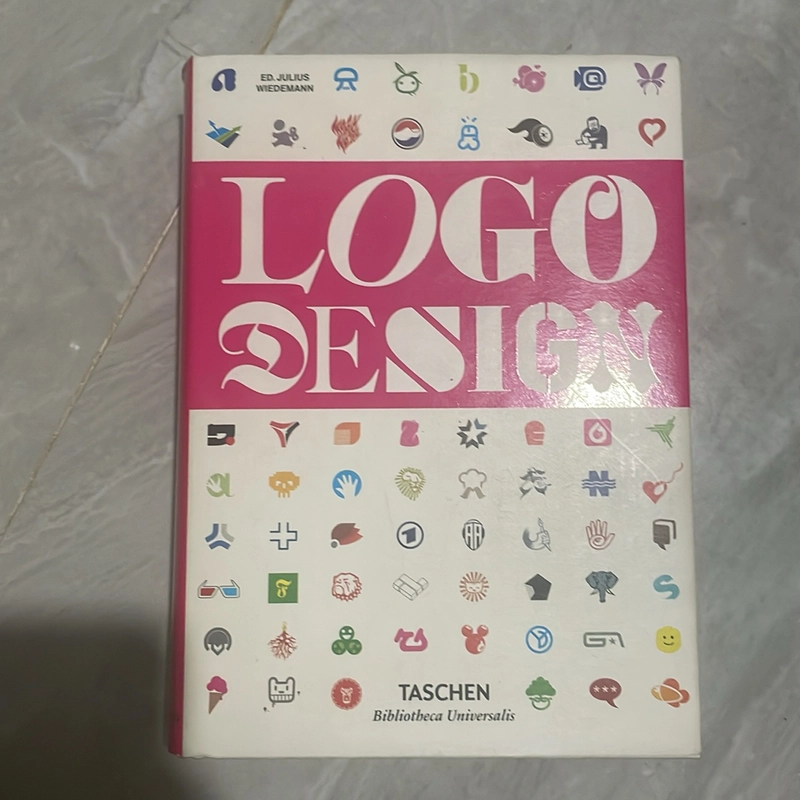 ED. JULIUS
WIEDEMANN
LOGO
DESIGN
TASCHEN
Bibliotheca Universalis